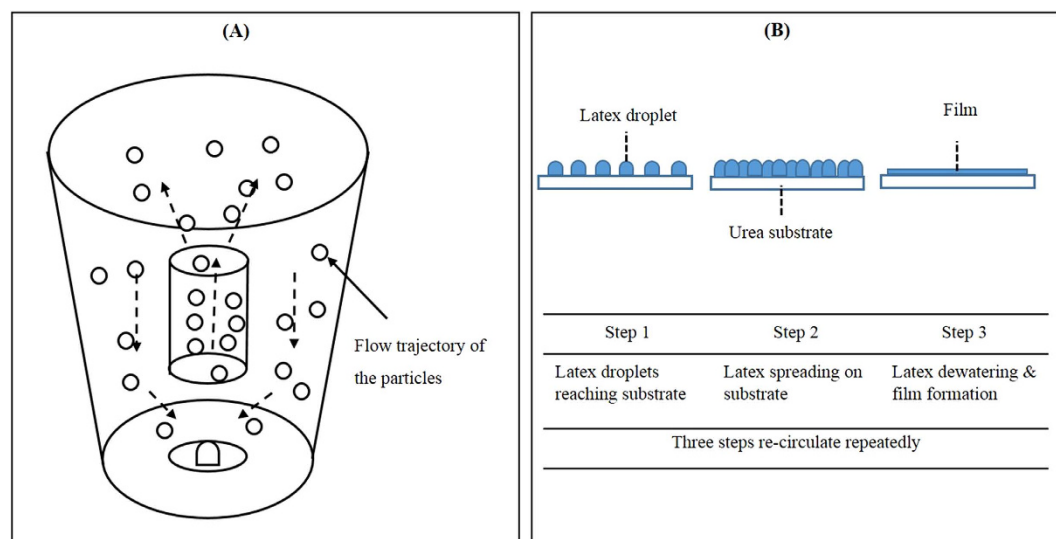 (A)
Flow trajectory of
the particles
(B)
Latex droplet
Film
Urea substrate
Step 1 Step 2 Step 3
Latex droplets Latex spreading on Latex dewatering &
reaching substrate substrate film formation
Three steps re-circulate repeatedly